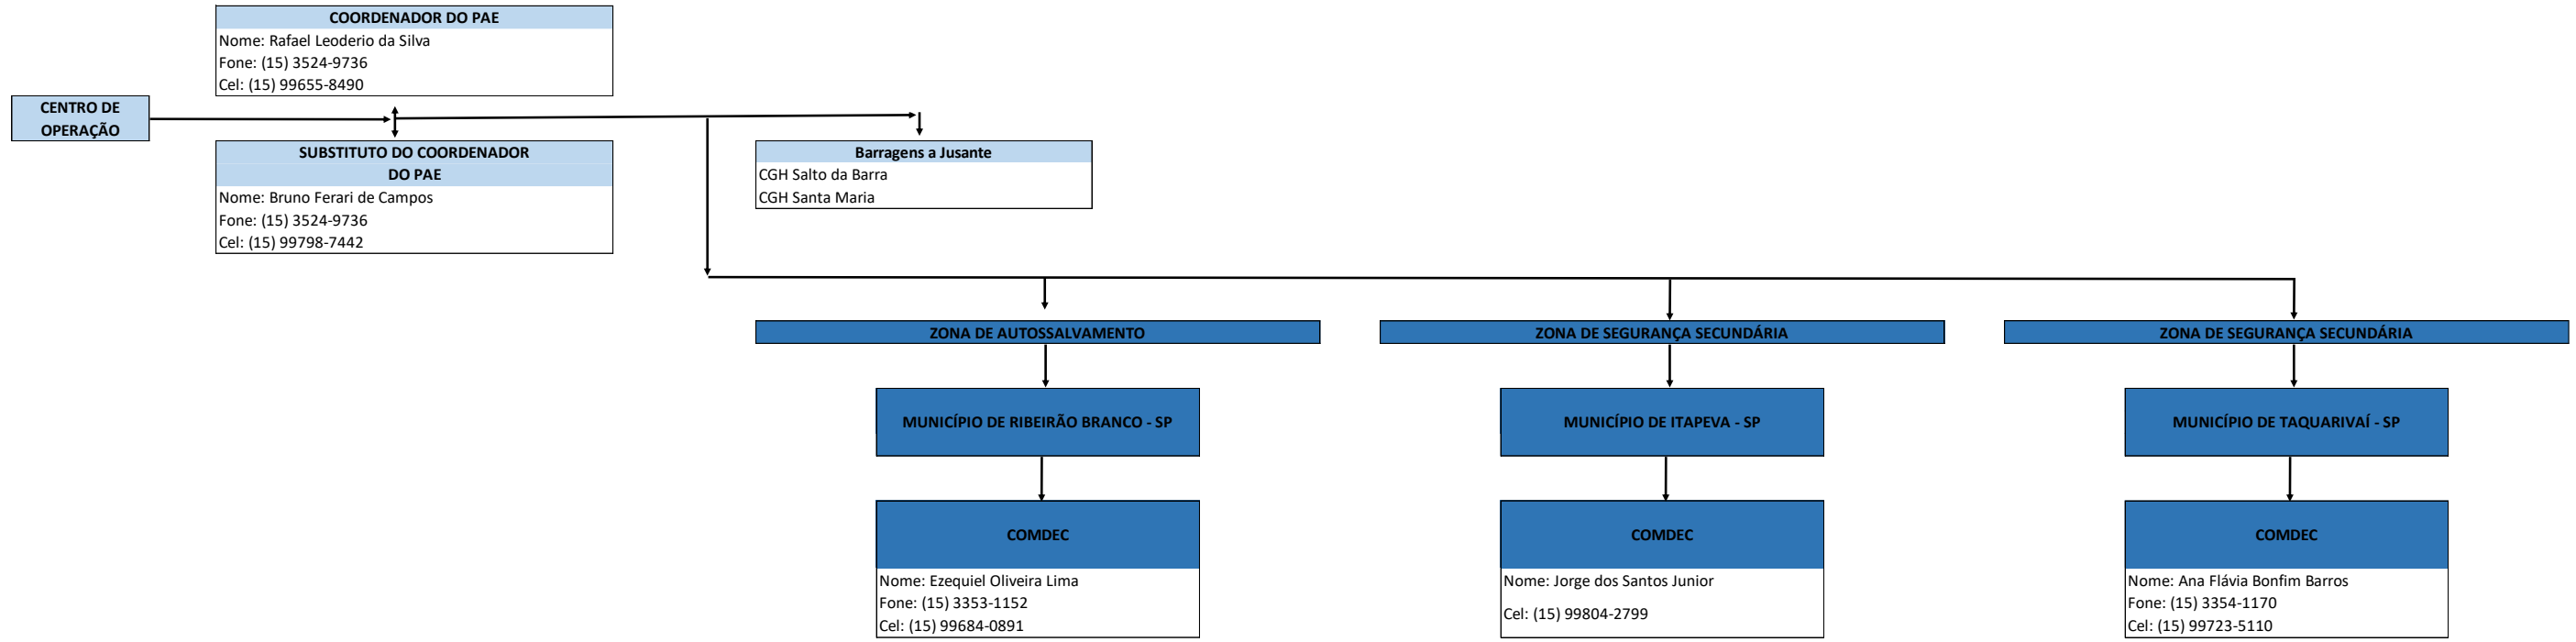 COORDENADOR DO PAE
Nome: Rafael Leoderio da Silva
Fone: (15) 3524-9736
Cel: (15) 99655-8490
CENTRO DE
OPERAÇÃO
SUBSTITUTO DO COORDENADOR
DO PAE
Nome: Bruno Ferari de Campos
Fone: (15) 3524-9736
Cel: (15) 99798-7442
Barragens a Jusante
CGH Salto da Barra
CGH Santa Maria
ZONA DE AUTOSSALVAMENTO
MUNICÍPIO DE RIBEIRÃO BRANCO - SP
COMDEC
Nome: Ezequiel Oliveira Lima
Fone: (15) 3353-1152
Cel: (15) 99684-0891
ZONA DE SEGURANÇA SECUNDÁRIA
MUNICÍPIO DE ITAPEVA - SP
COMDEC
Nome: Jorge dos Santos Junior
Cel: (15) 99804-2799
ZONA DE SEGURANÇA SECUNDÁRIA
MUNICÍPIO DE TAQUARIVAÍ - SP
COMDEC
Nome: Ana Flávia Bonfim Barros
Fone: (15) 3354-1170
Cel: (15) 99723-5110